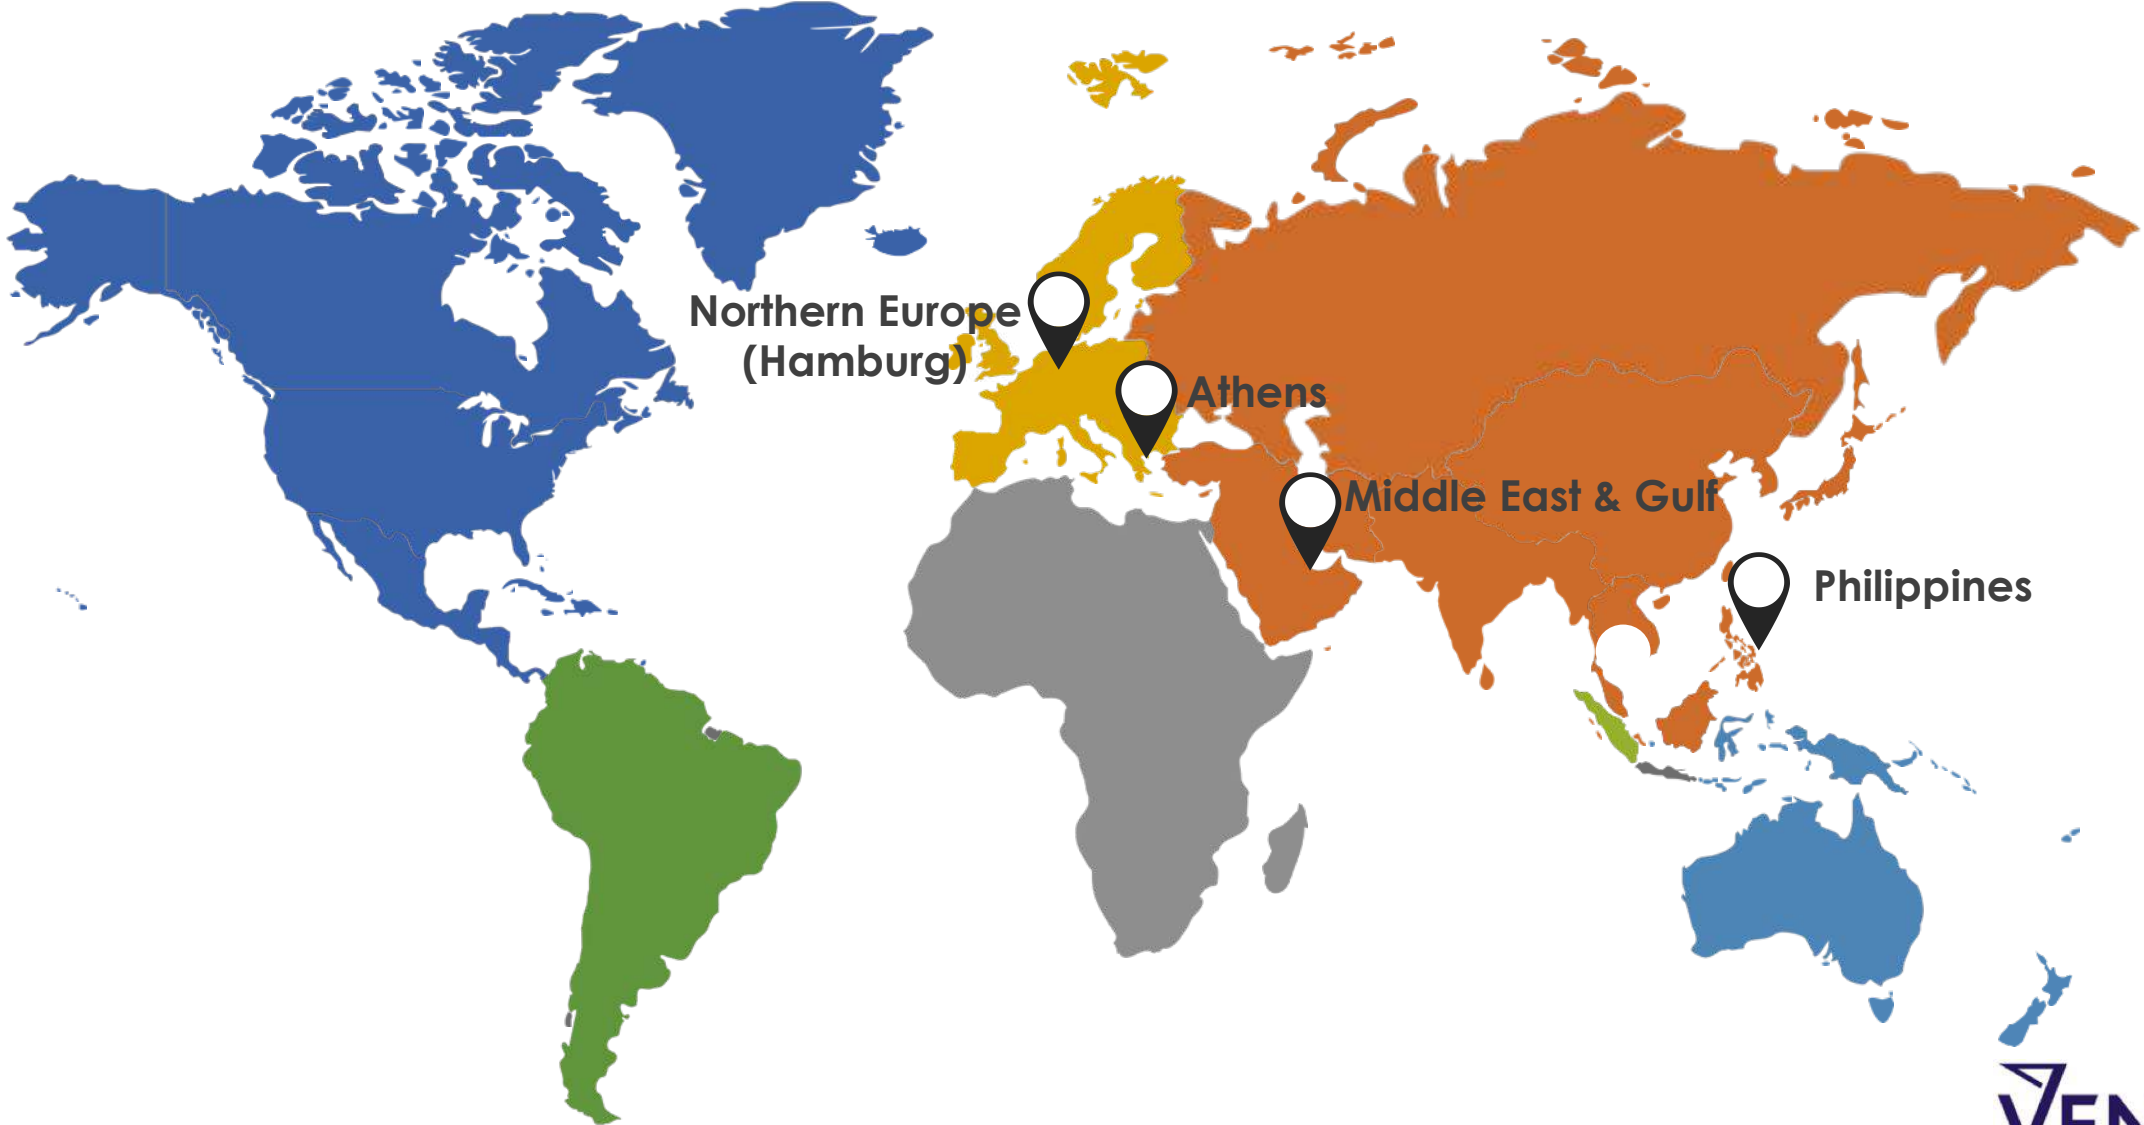 Northern Europe
(Hamburg)
Athens
Middle East & Gulf
Philippines